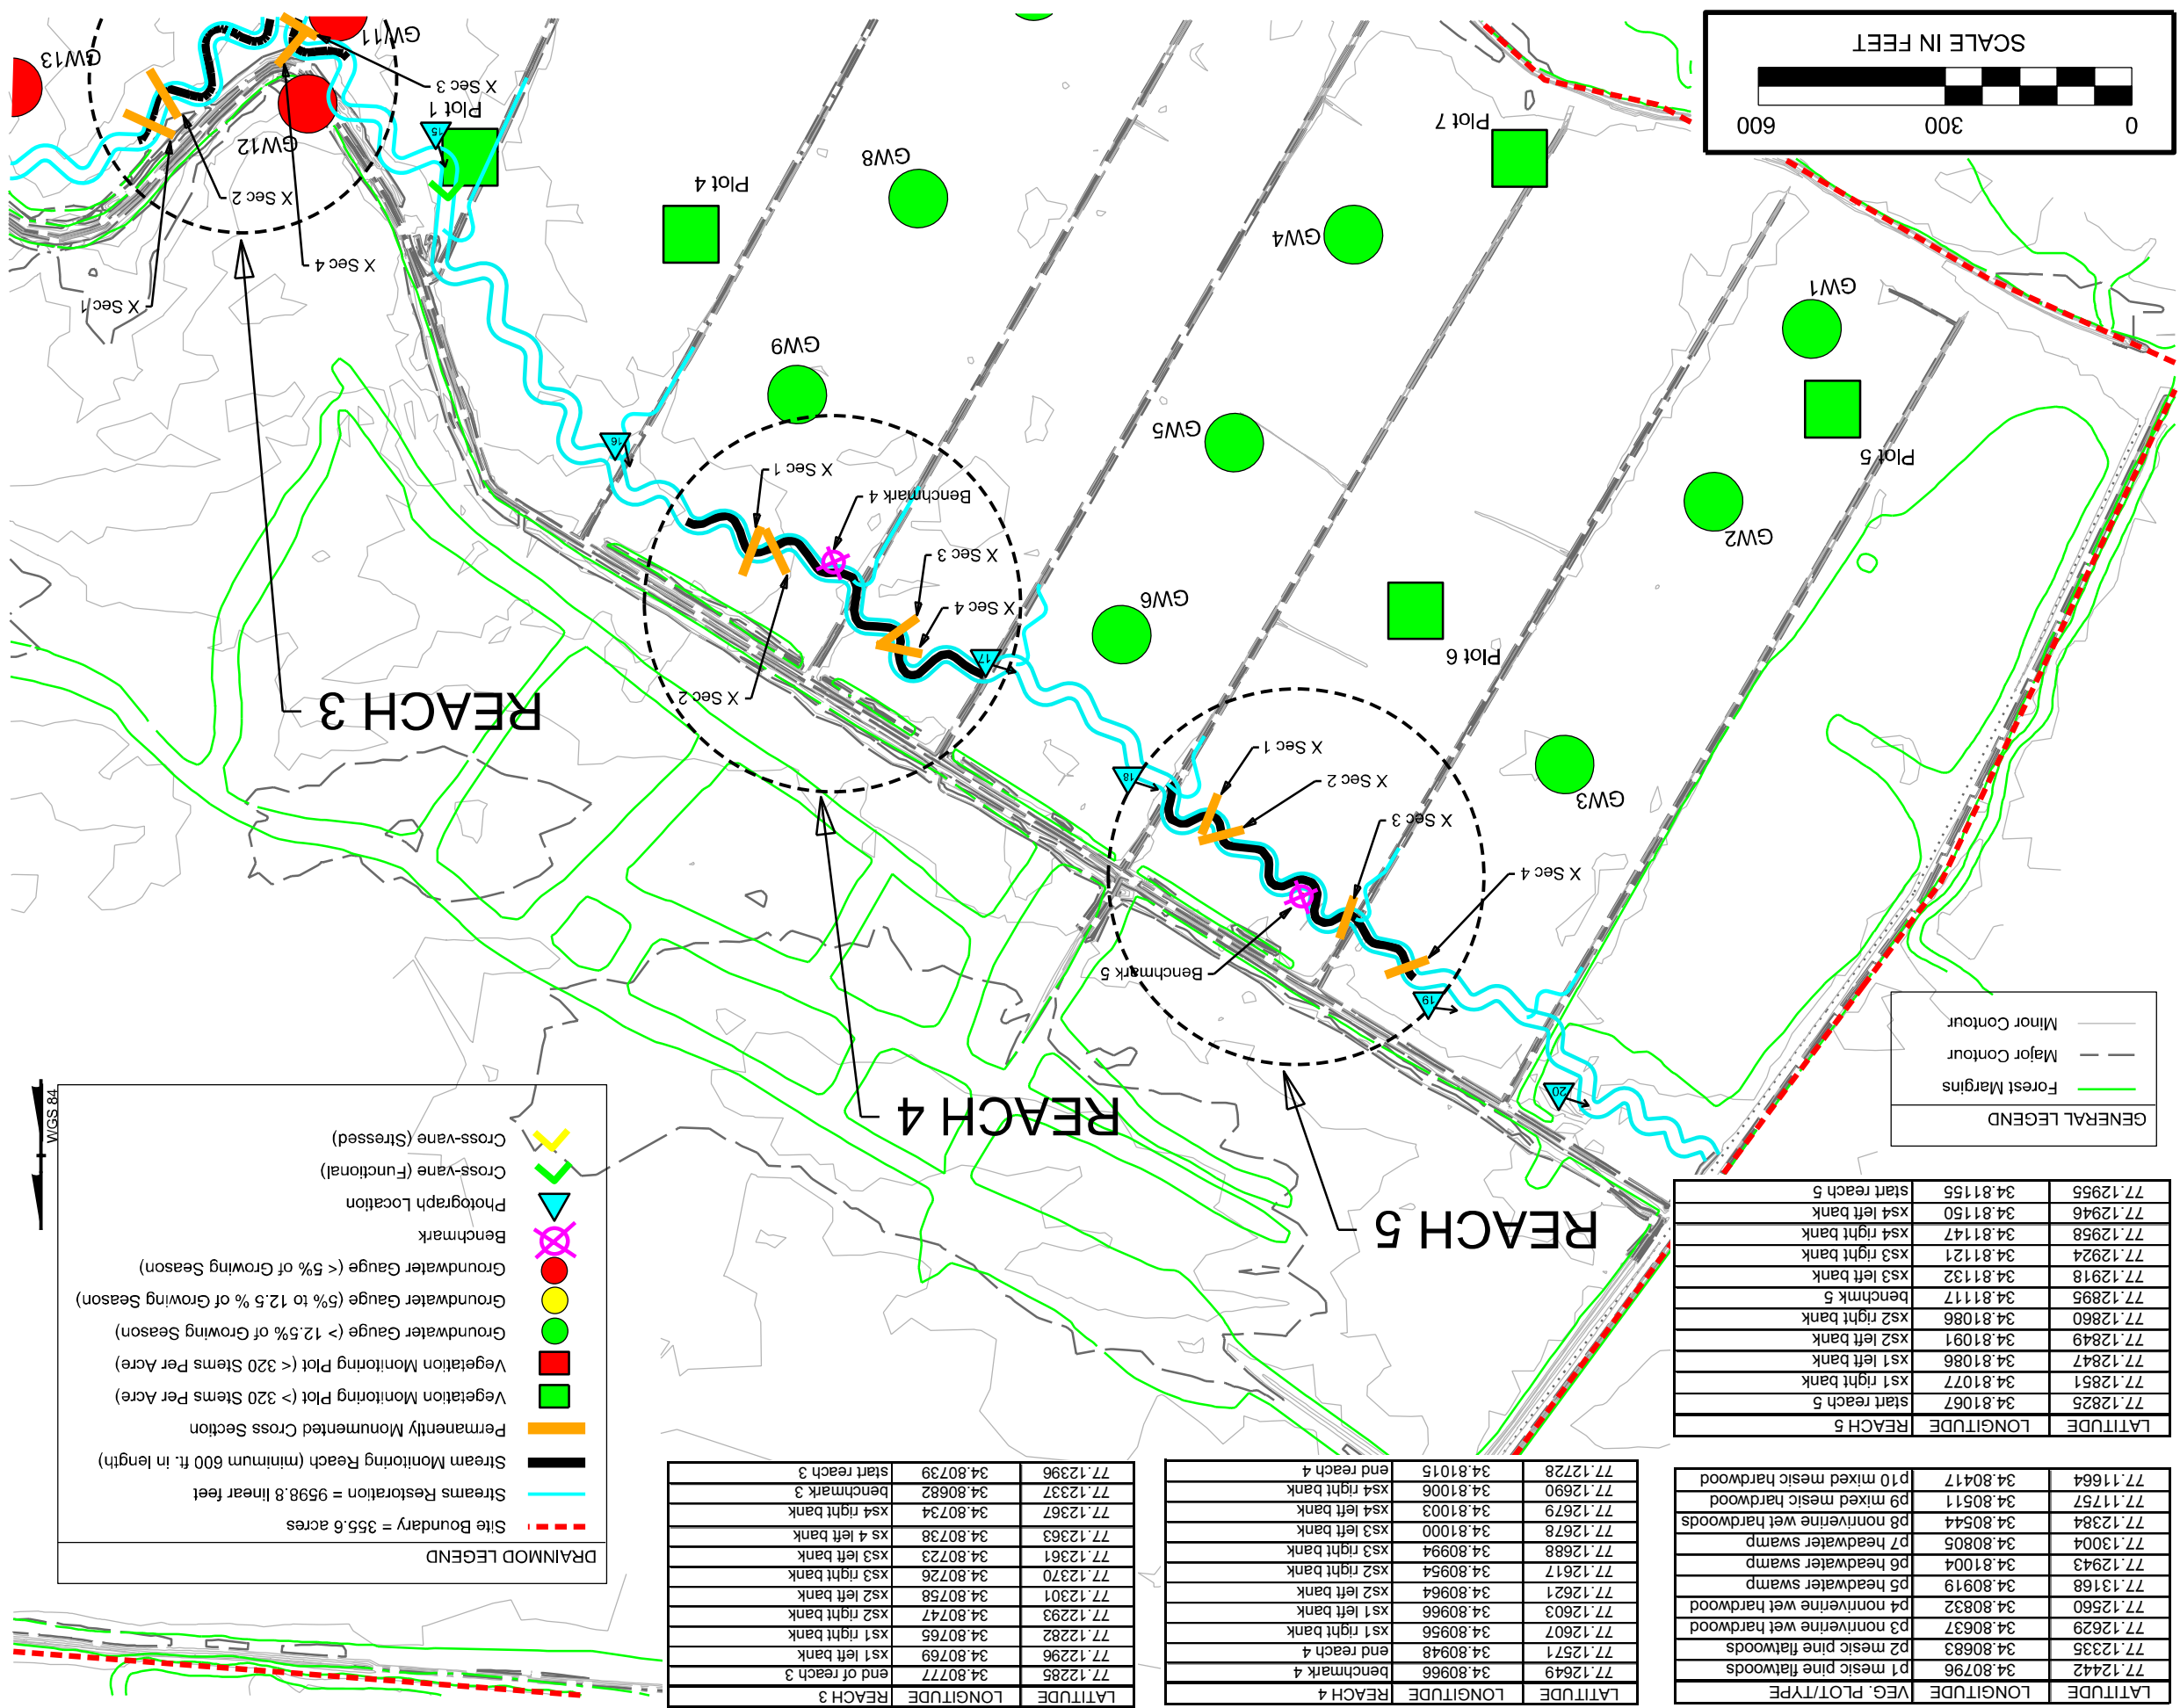 LATITUDE LONGITUDE VEG. PLOT/TYPE
77.12442 34.80796 p1 mesic pine flatwoods
77.12335 34.80683 p2 mesic pine flatwoods
77.12629 34.80637 p3 nonriverine wet hardwood
77.12560 34.80832 p4 nonriverine wet hardwood
77.13168 34.80919 p5 headwater swamp
77.12943 34.81004 p6 headwater swamp
77.13004 34.80805 p7 headwater swamp
77.12384 34.80544 p8 nonriverine wet hardwoods
77.11757 34.80511 p9 mixed mesic hardwood
77.11664 34.80417 p10 mixed mesic hardwood
LATITUDE LONGITUDE REACH 4
77.12649 34.80966 benchmark 4
77.12571 34.80948 end reach 4
77.12607 34.80956 xs1 right bank
77.12603 34.80966 xs1 left bank
77.12621 34.80964 xs2 left bank
77.12617 34.80954 xs2 right bank
77.12688 34.80994 xs3 right bank
77.12678 34.81000 xs3 left bank
77.12679 34.81003 xs4 left bank
77.12690 34.81006 xs4 right bank
77.12728 34.81015 end reach 4
LATITUDE LONGITUDE REACH 3
77.12285 34.80777 end of reach 3
77.12296 34.80769 xs1 left bank
77.12282 34.80765 xs1 right bank
77.12293 34.80747 xs2 right bank
77.12301 34.80758 xs2 left bank
77.12370 34.80726 xs3 right bank
77.12361 34.80723 xs3 left bank
77.12363 34.80738 xs 4 left bank
77.12367 34.80734 xs4 right bank
77.12337 34.80682 benchmark 3
77.12396 34.80739 start reach 3
LATITUDE LONGITUDE REACH 5
77.12825 34.81067 start reach 5
77.12851 34.81077 xs1 right bank
77.12847 34.81086 xs1 left bank
77.12849 34.81091 xs2 left bank
77.12860 34.81086 xs2 right bank
77.12895 34.81117 benchmk 5
77.12918 34.81132 xs3 left bank
77.12924 34.81121 xs3 right bank
77.12958 34.81147 xs4 right bank
77.12946 34.81150 xs4 left bank
77.12955 34.81155 start reach 5
DRAINMOD LEGEND
Site Boundary = 355.6 acres
Streams Restoration = 9598.8 linear feet
Stream Monitoring Reach (minimum 600 ft. in length)
Permanently Monumented Cross Section
Vegetation Monitoring Plot (> 320 Stems Per Acre)
Vegetation Monitoring Plot (< 320 Stems Per Acre)
Groundwater Gauge (> 12.5% of Growing Season)
Groundwater Gauge (5% to 12.5 % of Growing Season)
Groundwater Gauge (< 5% of Growing Season)
Benchmark
Photograph Location
Cross-vane (Functional)
Cross-vane (Stressed)
WGS 84
GENERAL LEGEND
Forest Margins
Major Contour
Minor Contour
REACH 5
REACH 4
REACH 3
20
19
Benchmark 5
X Sec 4
X Sec 3
X Sec 2
X Sec 1
18
GW3
Plot 6
GW6
GW2
Plot 5
GW1
X Sec 2
17
X Sec 4
X Sec 3
Benchmark 4
X Sec 1
16
GW5
GW9
GW4
Plot 7
GW8
Plot 4
X Sec 1
X Sec 4
X Sec 2
GW12
15
Plot 1
X Sec 3
GW13
GW11
0 300 600
SCALE IN FEET